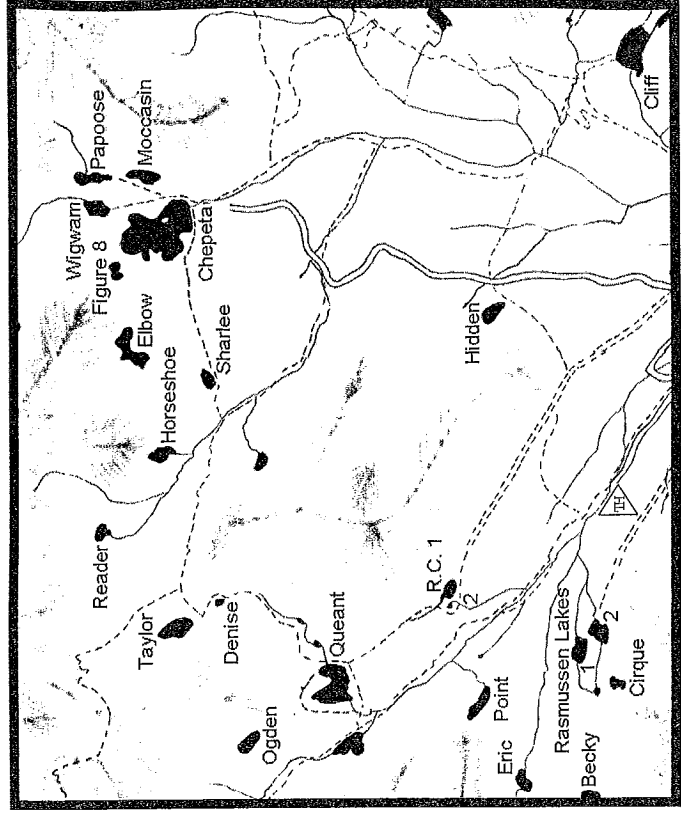 Papoose
Moccasin
Wigwam
Figure 8
Chepeta
Elbow
Sharlee
Horseshoe
Reader
Taylor
Denise
Queant
Ogden
R.C. 1
2
Hidden
Cliff
TH
Point
Eric
Rasmussen Lakes
1
2
Cirque
Becky